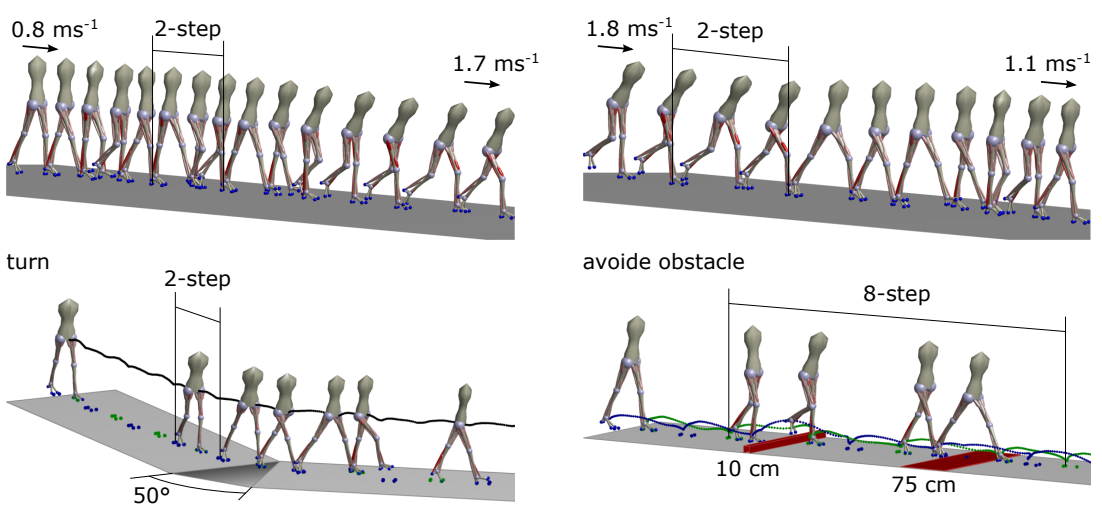 0.8 ms⁻¹
2-step
1.7 ms⁻¹
1.8 ms⁻¹
2-step
1.1 ms⁻¹
turn
2-step
50°
avoide obstacle
8-step
10 cm
75 cm